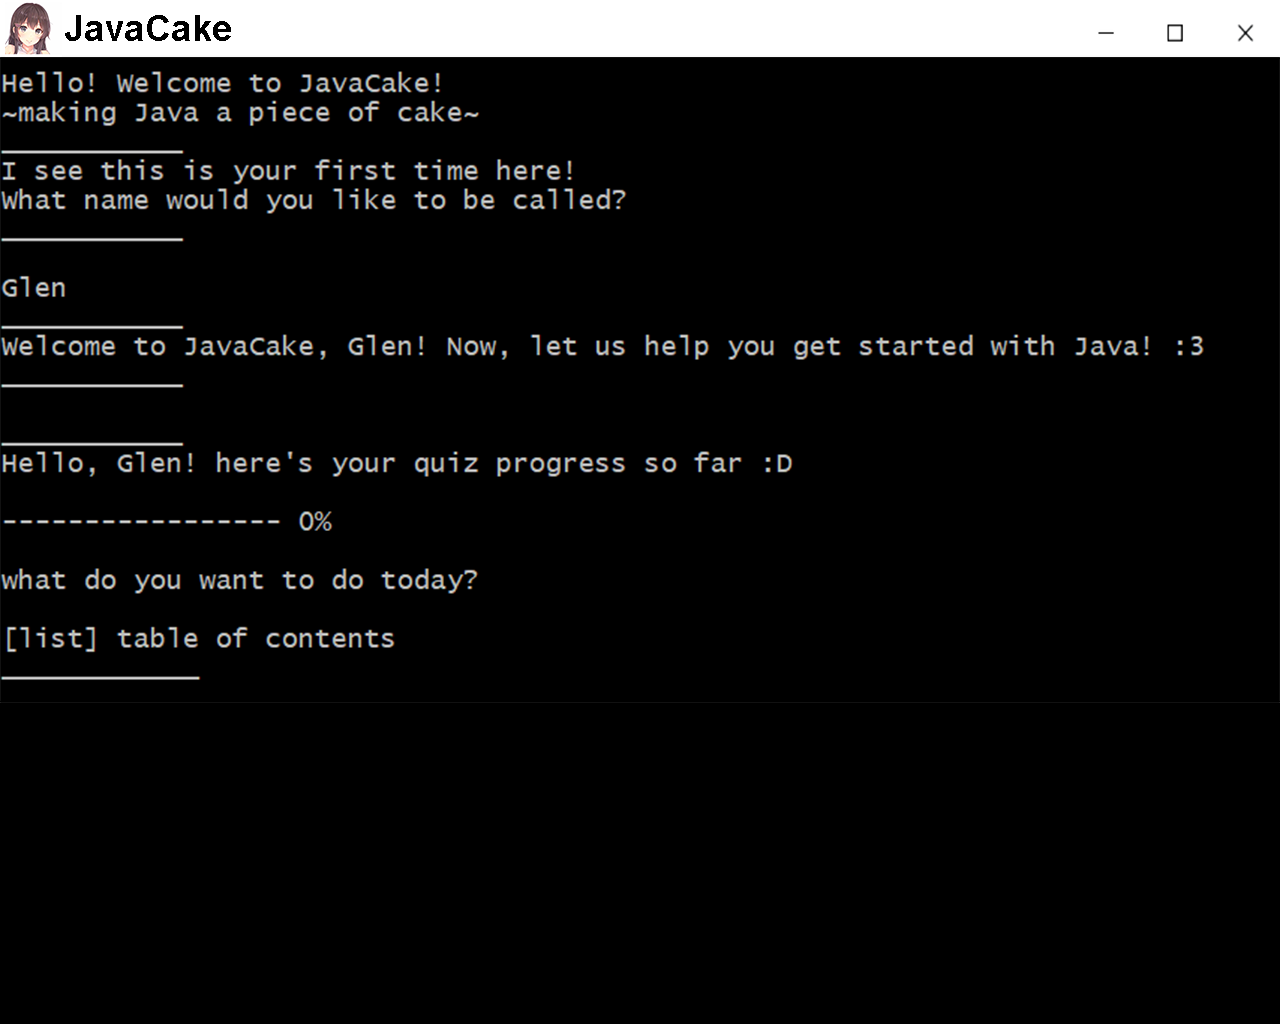 JavaCake
Hello! Welcome to JavaCake!
~making Java a piece of cake~
___________
I see this is your first time here!
What name would you like to be called?
___________
Glen
___________
Welcome to JavaCake, Glen! Now, let us help you get started with Java! :3
___________
___________
Hello, Glen! here's your quiz progress so far :D
----------------- 0%
what do you want to do today?
[list] table of contents
____________